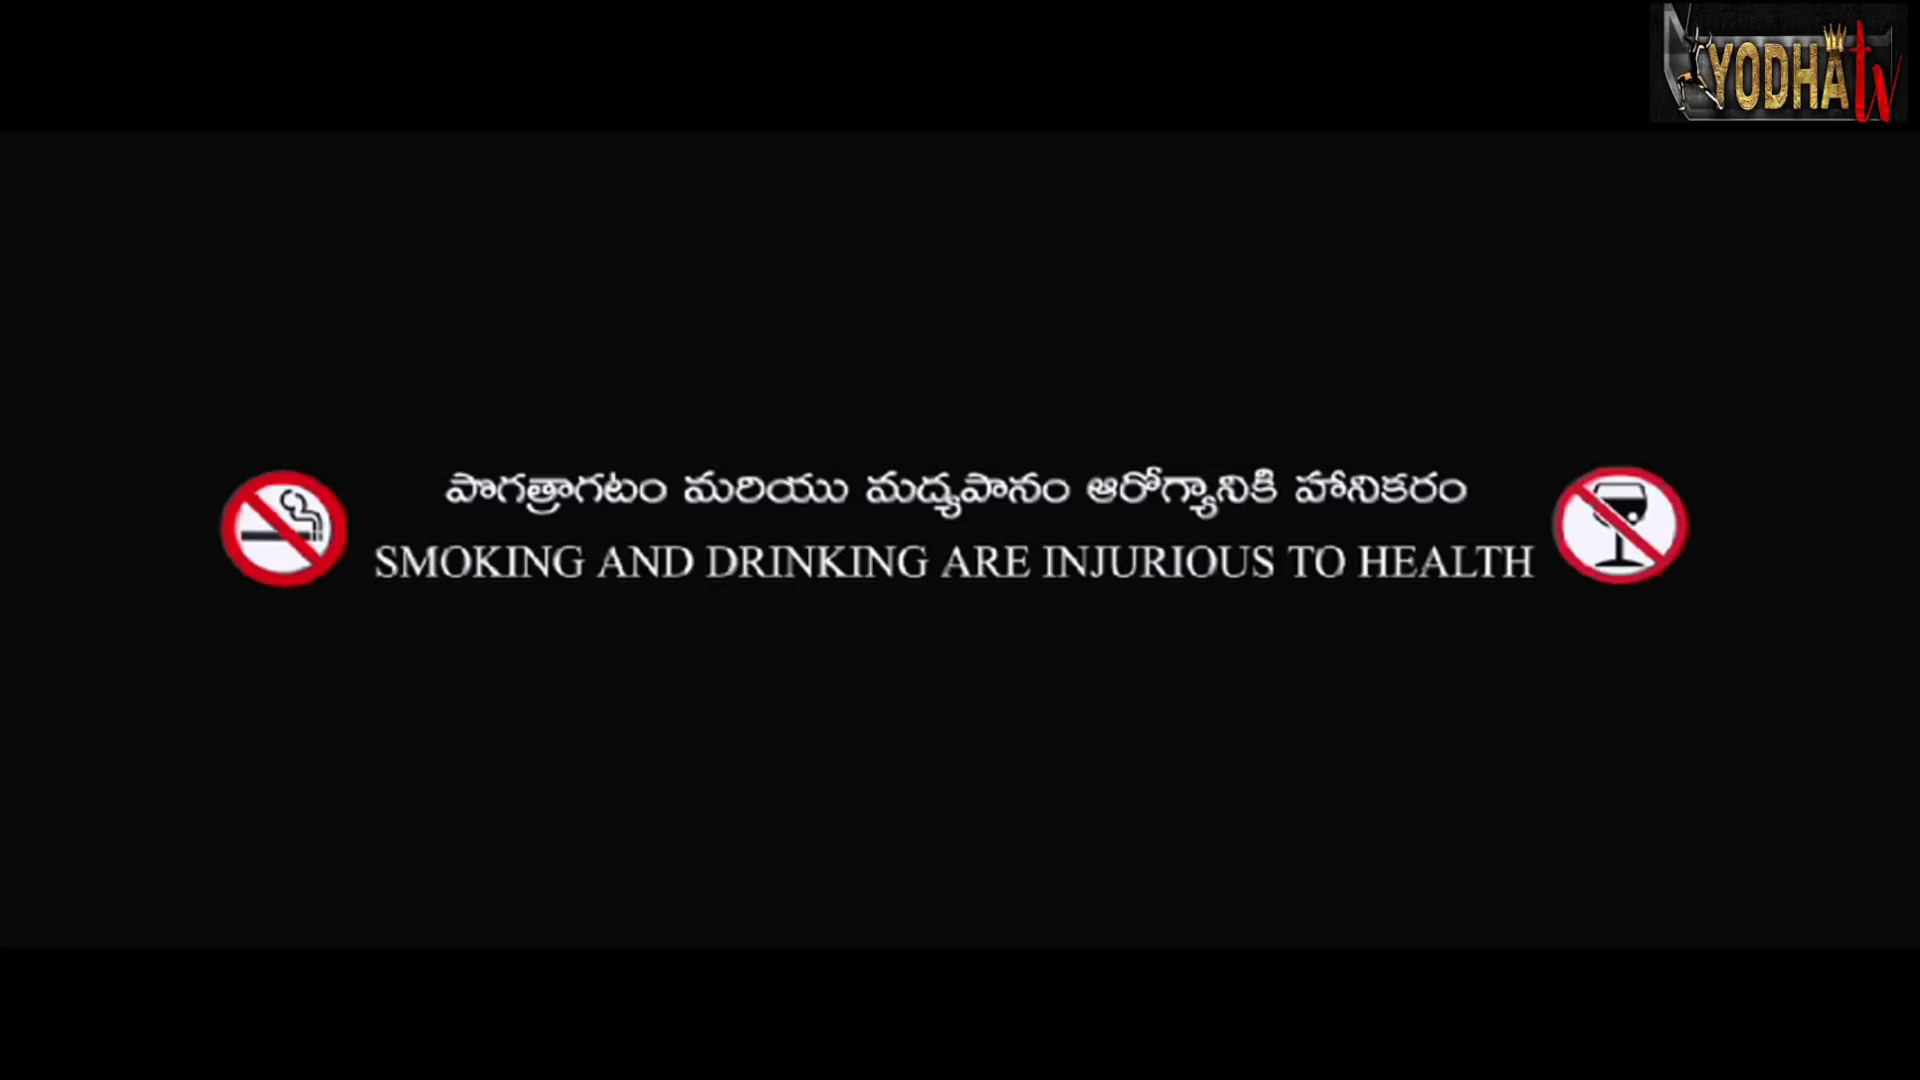 YODHA tv
పొగత్రాగటం మరియు మద్యపానం ఆరోగ్యానికి హానికరం
SMOKING AND DRINKING ARE INJURIOUS TO HEALTH